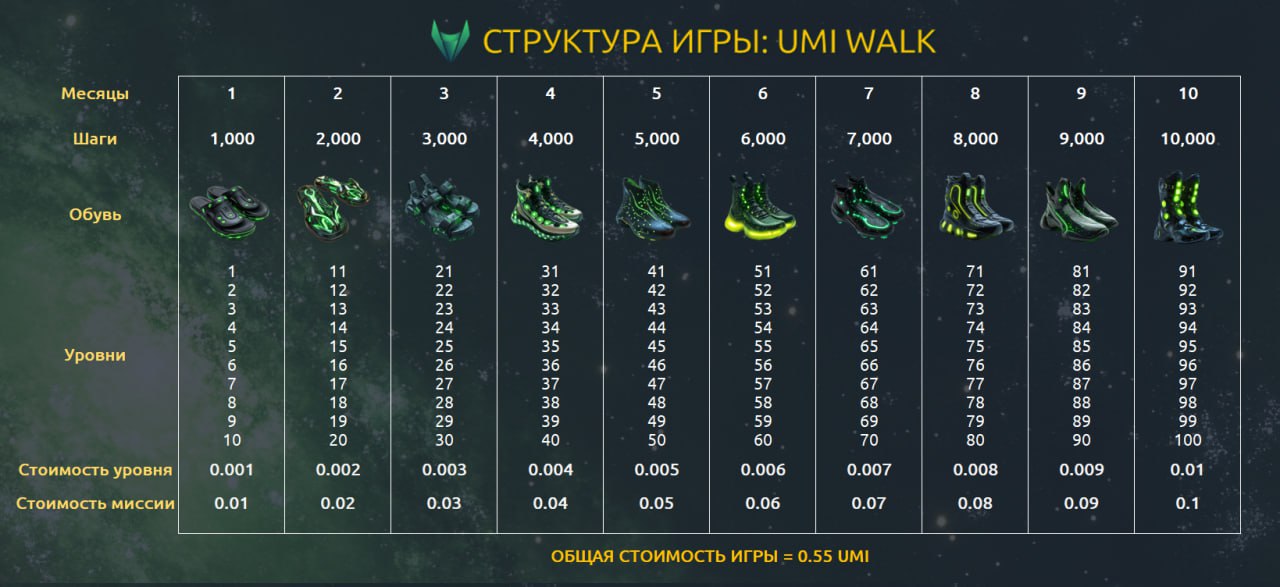 СТРУКТУРА ИГРЫ: UMI WALK
Месяцы 1 2 3 4 5 6 7 8 9 10
Шаги 1,000 2,000 3,000 4,000 5,000 6,000 7,000 8,000 9,000 10,000
Обувь
1 11 21 31 41 51 61 71 81 91
2 12 22 32 42 52 62 72 82 92
3 13 23 33 43 53 63 73 83 93
4 14 24 34 44 54 64 74 84 94
Уровни 5 15 25 35 45 55 65 75 85 95
6 16 26 36 46 56 66 76 86 96
7 17 27 37 47 57 67 77 87 97
8 18 28 38 48 58 68 78 88 98
9 19 29 39 49 59 69 79 89 99
10 20 30 40 50 60 70 80 90 100
Стоимость уровня 0.001 0.002 0.003 0.004 0.005 0.006 0.007 0.008 0.009 0.01
Стоимость миссии 0.01 0.02 0.03 0.04 0.05 0.06 0.07 0.08 0.09 0.1
ОБЩАЯ СТОИМОСТЬ ИГРЫ = 0.55 UMI